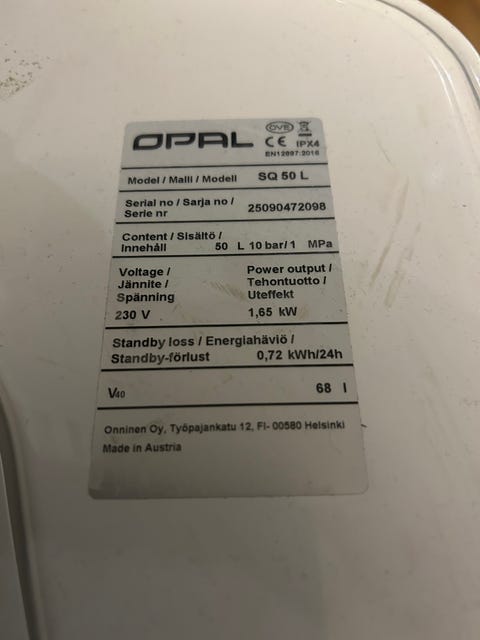 OPAL
OVE
CE IPX4
EN12897:2016
Model / Malli / Modell SQ 50 L
Serial no / Sarja no /
Serie nr 25090472098
Content / Sisältö /
Innehåll 50 L 10 bar/1 MPa
Voltage / Power output /
Jännite / Tehontuotto /
Spänning Uteffekt
230 V 1,65 kW
Standby loss / Energiahäviö /
Standby-förlust 0,72 kWh/24h
V40 68 l
Onninen Oy, Työpajankatu 12, FI- 00580 Helsinki
Made in Austria